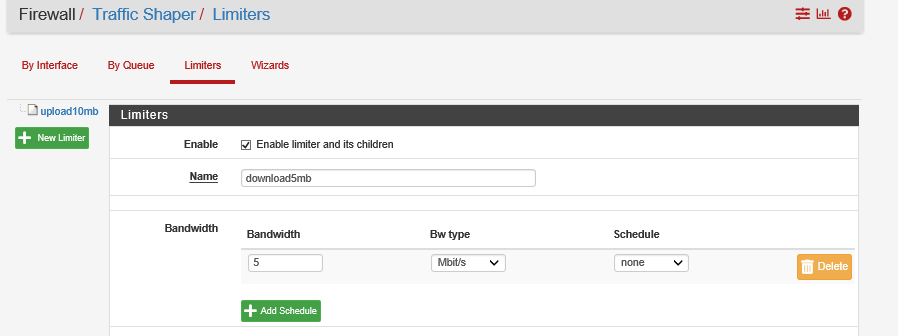 Firewall / Traffic Shaper / Limiters
By Interface By Queue Limiters Wizards
upload10mb
New Limiter
Limiters
Enable Enable limiter and its children
Name download5mb
Bandwidth
Bandwidth Bw type Schedule
5 Mbit/s none Delete
Add Schedule